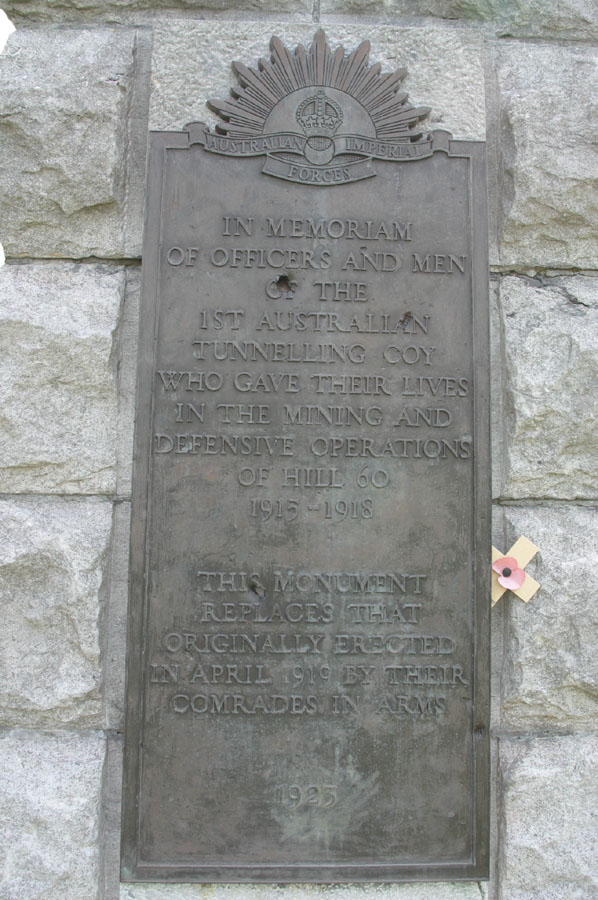 AUSTRALIAN IMPERIAL
FORCES
IN MEMORIAM
OF OFFICERS AND MEN
OF THE
1ST AUSTRALIAN
TUNNELLING COY
WHO GAVE THEIR LIVES
IN THE MINING AND
DEFENSIVE OPERATIONS
OF HILL 60
1915-1918
THIS MONUMENT
REPLACES THAT
ORIGINALLY ERECTED
IN APRIL 1919 BY THEIR
COMRADES IN ARMS
1923